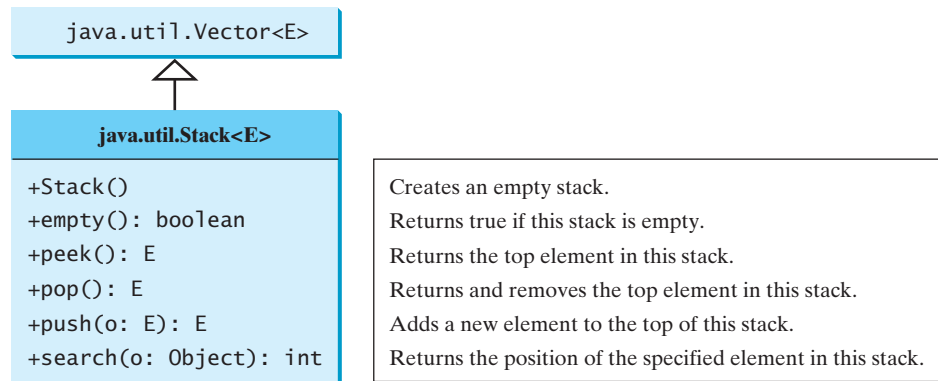 java.util.Vector<E>
java.util.Stack<E>
+Stack()
Creates an empty stack.
+empty(): boolean
Returns true if this stack is empty.
+peek(): E
Returns the top element in this stack.
+pop(): E
Returns and removes the top element in this stack.
+push(o: E): E
Adds a new element to the top of this stack.
+search(o: Object): int
Returns the position of the specified element in this stack.